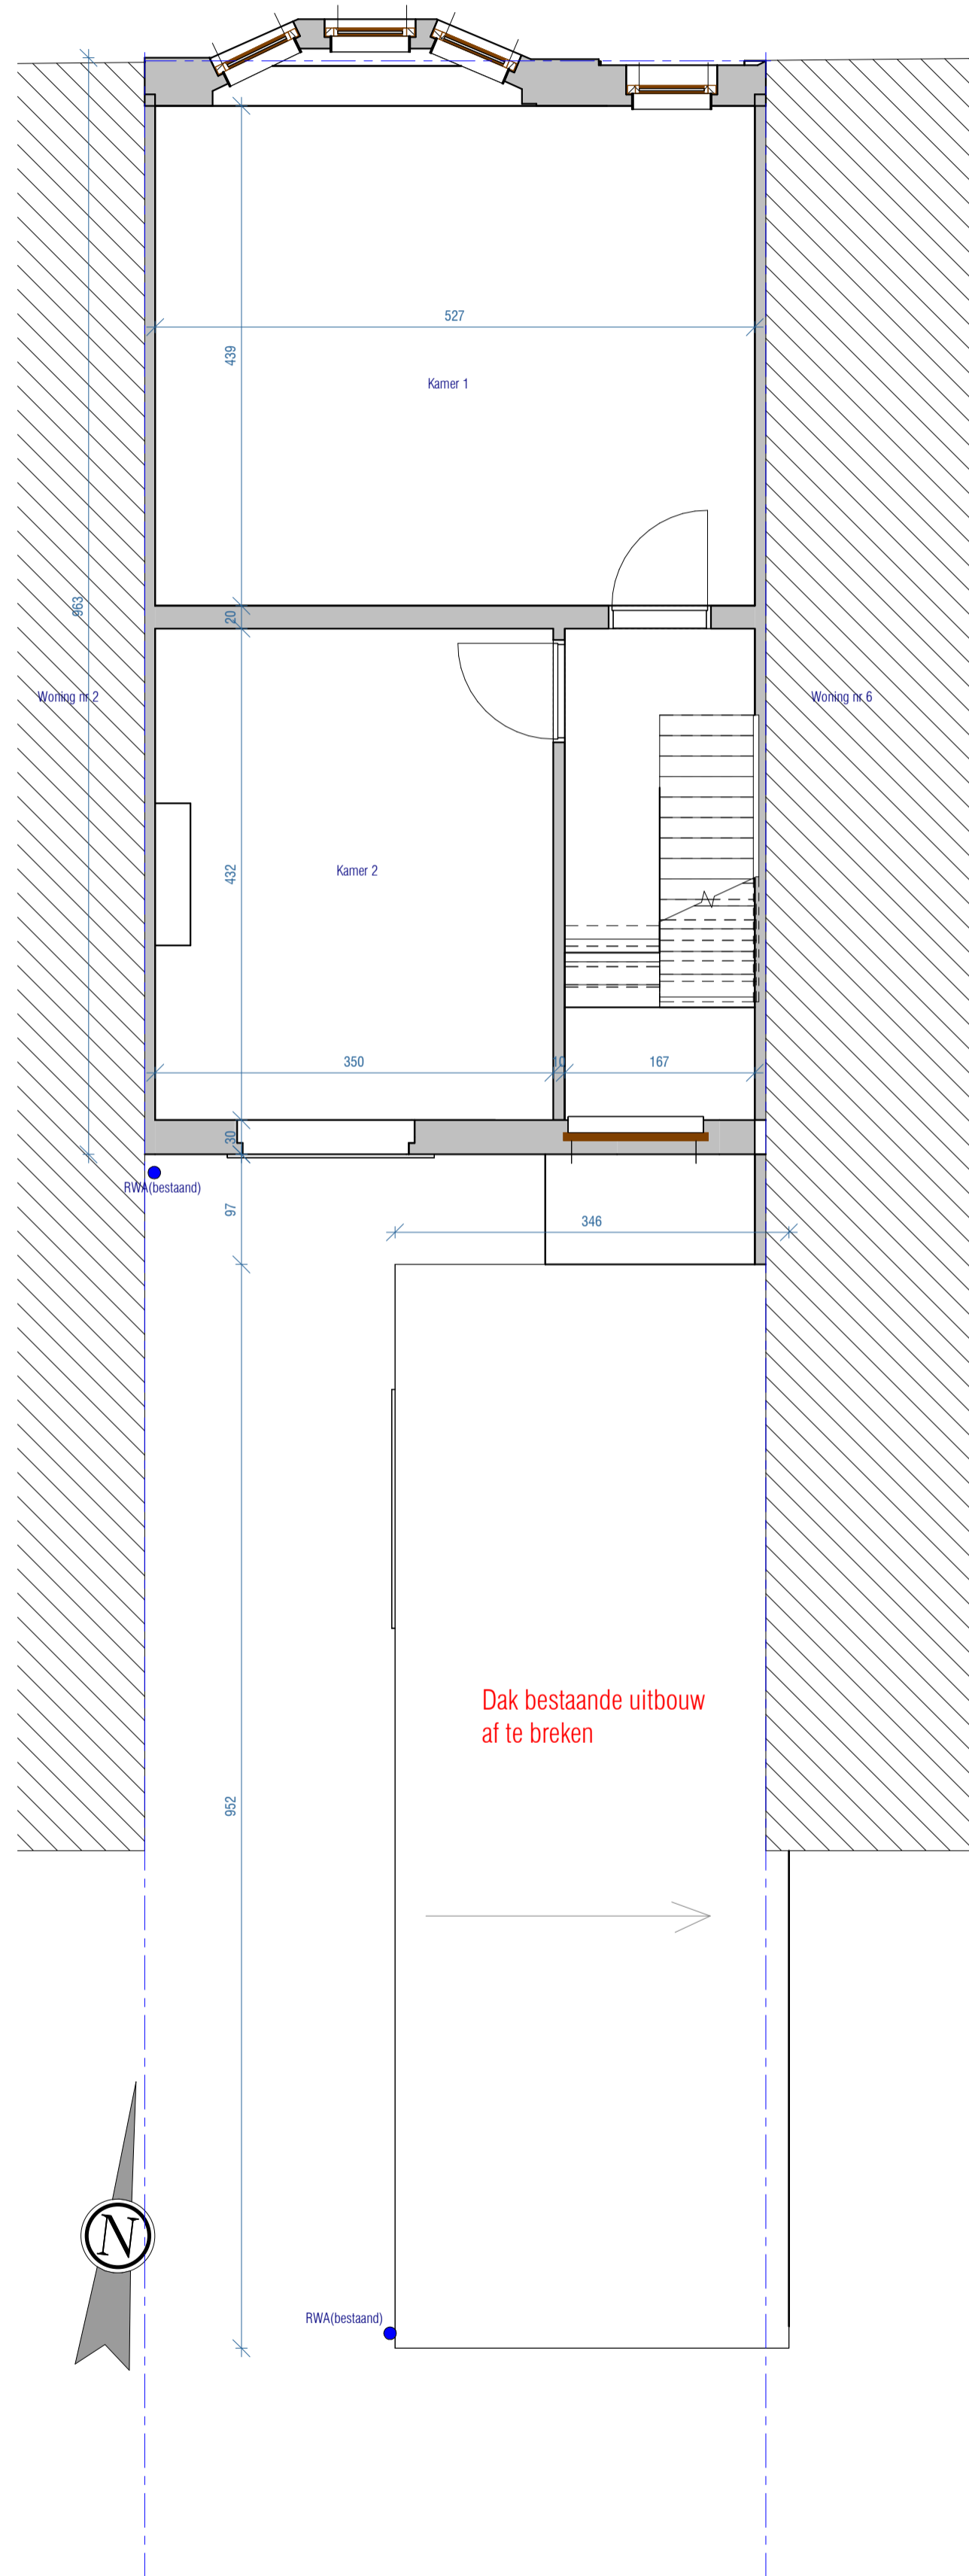 527
439
Kamer 1
963
20
Woning nr.2
Woning nr.6
432
Kamer 2
350
10
167
30
RWA(bestaand)
97
346
Dak bestaande uitbouw
af te breken
952
N
RWA(bestaand)